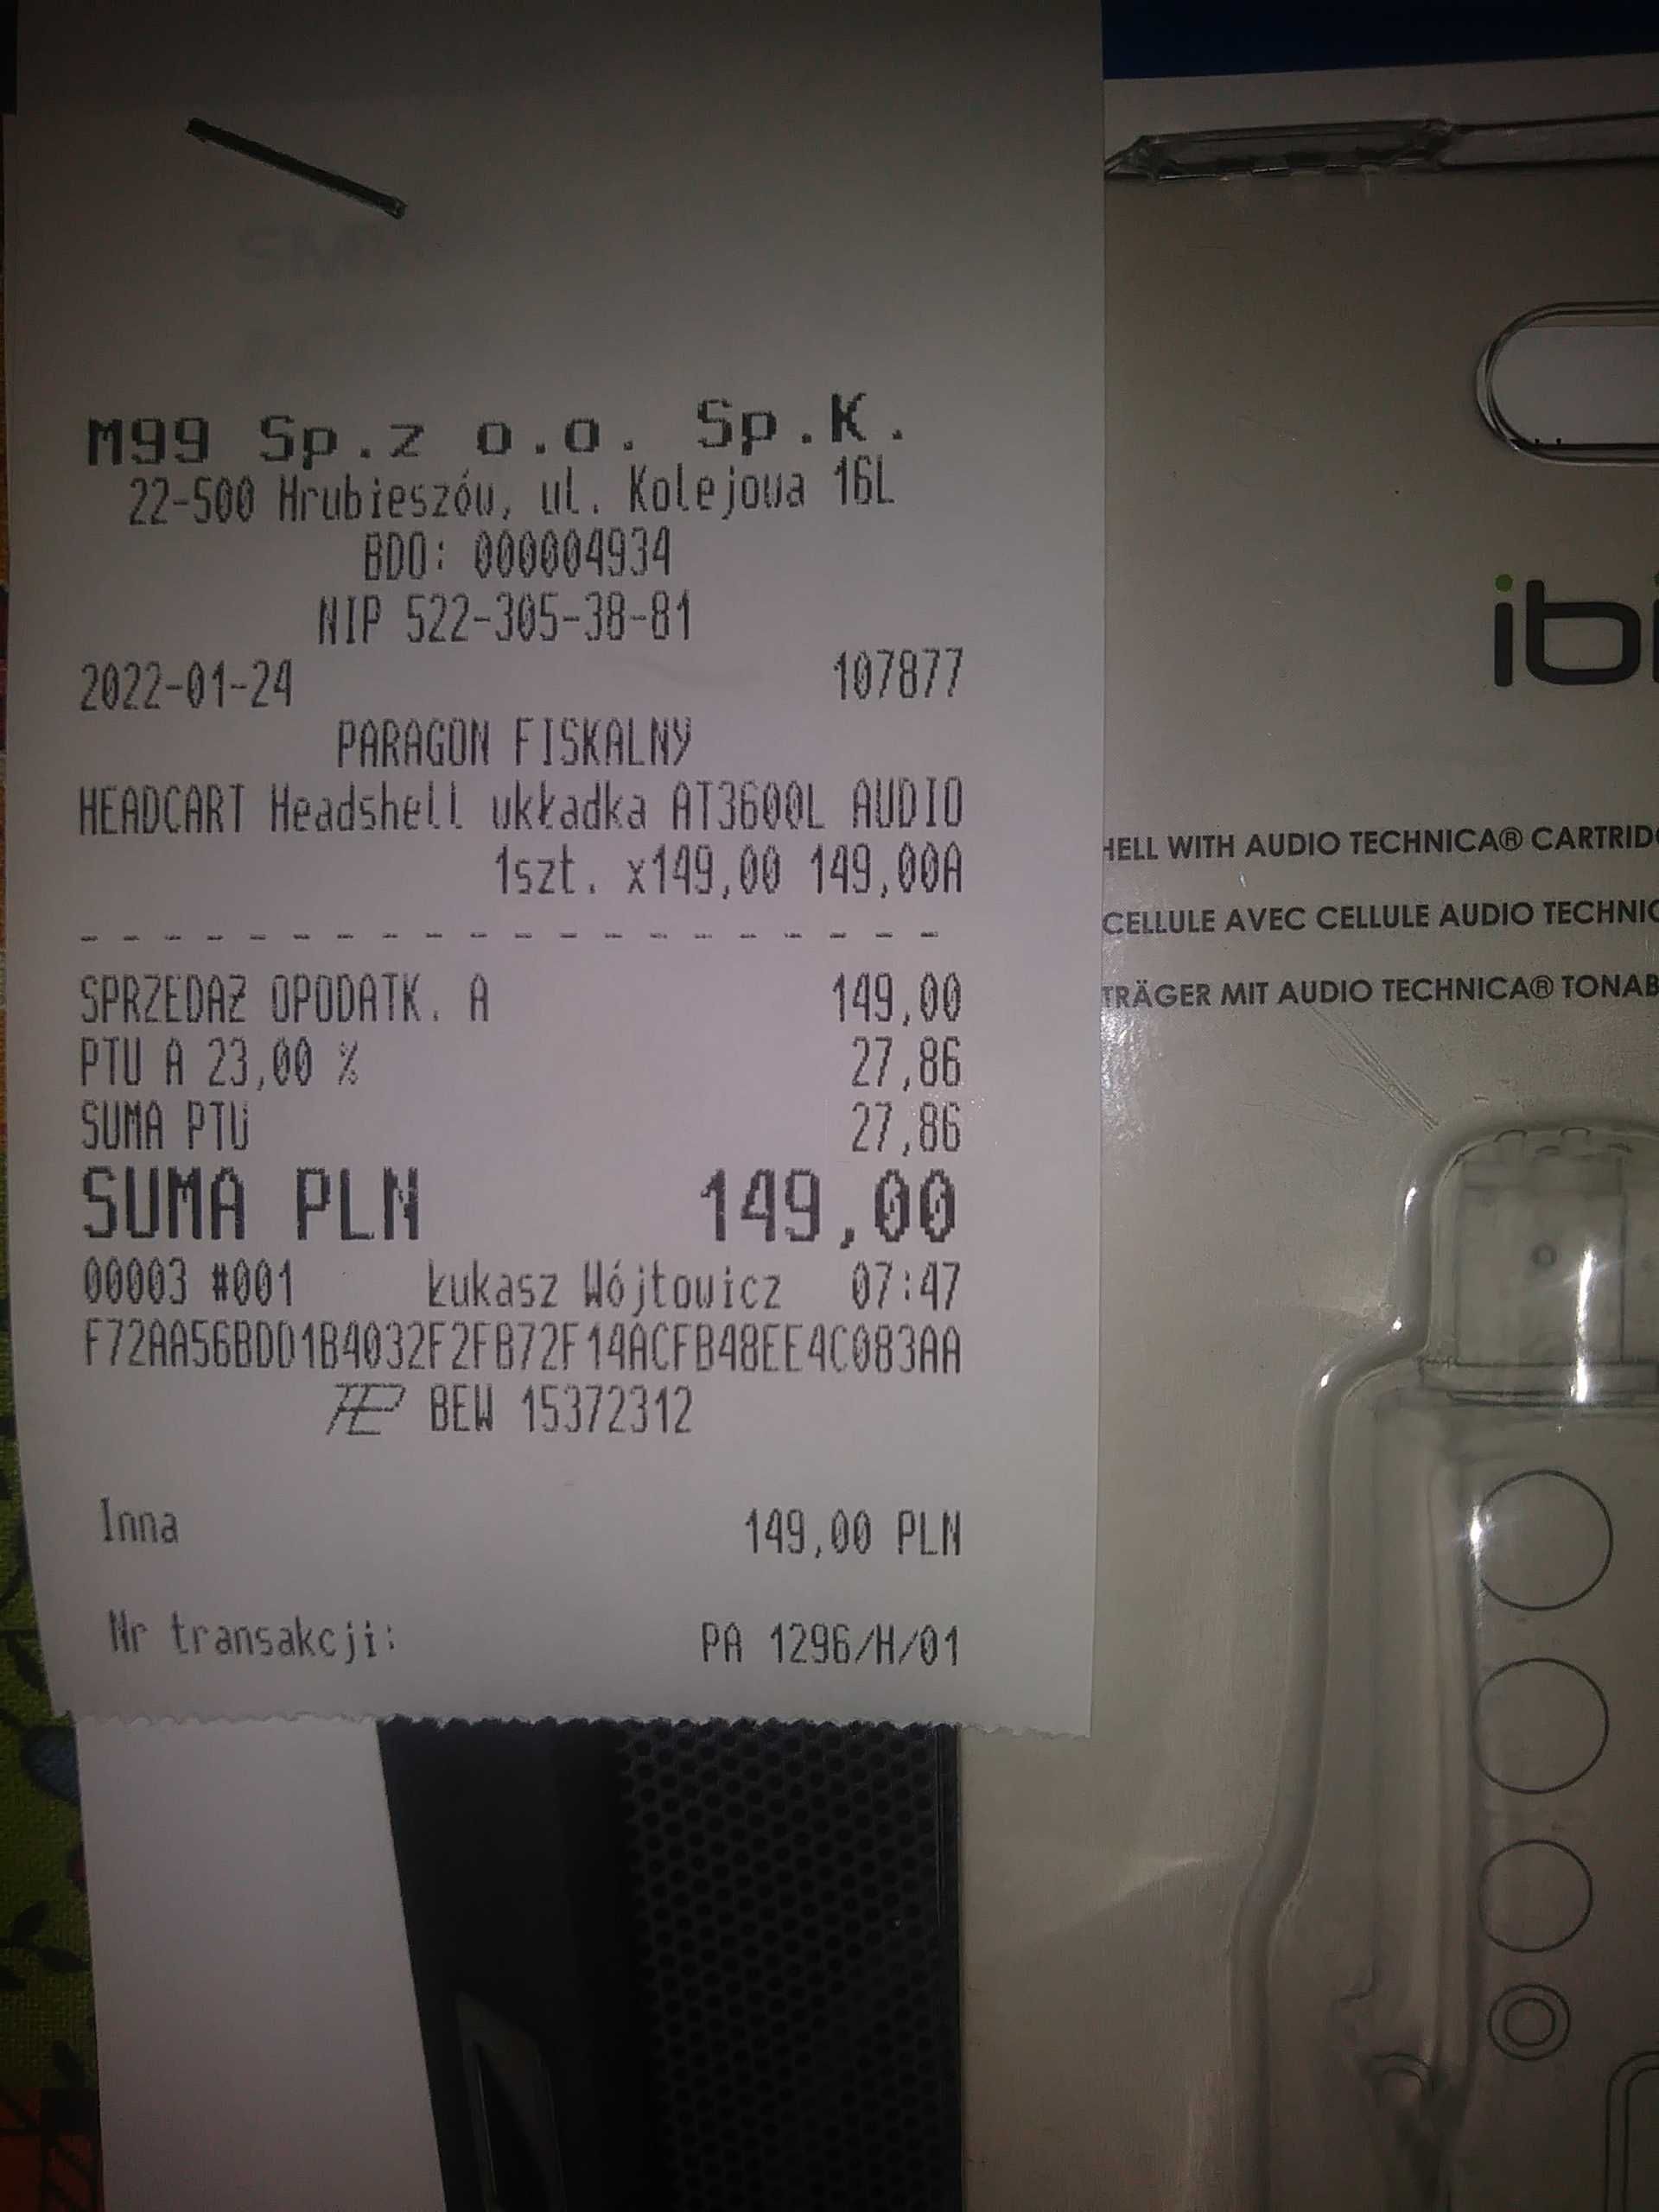 M99 Sp.z o.o. Sp.K.
22-500 Hrubieszów, ul. Kolejowa 16L
BDO: 000004934
NIP 522-305-38-81
2022-01-24 107877
PARAGON FISKALNY
HEADCART Headshell wkładka AT3600L AUDIO
1szt. x149,00 149,00A
SPRZEDAŻ OPODATK. A 149,00
PTU A 23,00 % 27,86
SUMA PTU 27,86
SUMA PLN 149,00
00003 #001 Łukasz Wójtowicz 07:47
F72AA56BDD1B4032F2FB72F14ACFB48EE4C083AA
BEW 15372312
Inna 149,00 PLN
Nr transakcji: PA 1296/H/01
ibi
HELL WITH AUDIO TECHNICA® CARTRIDG
CELLULE AVEC CELLULE AUDIO TECHNIC
TRÄGER MIT AUDIO TECHNICA® TONAB